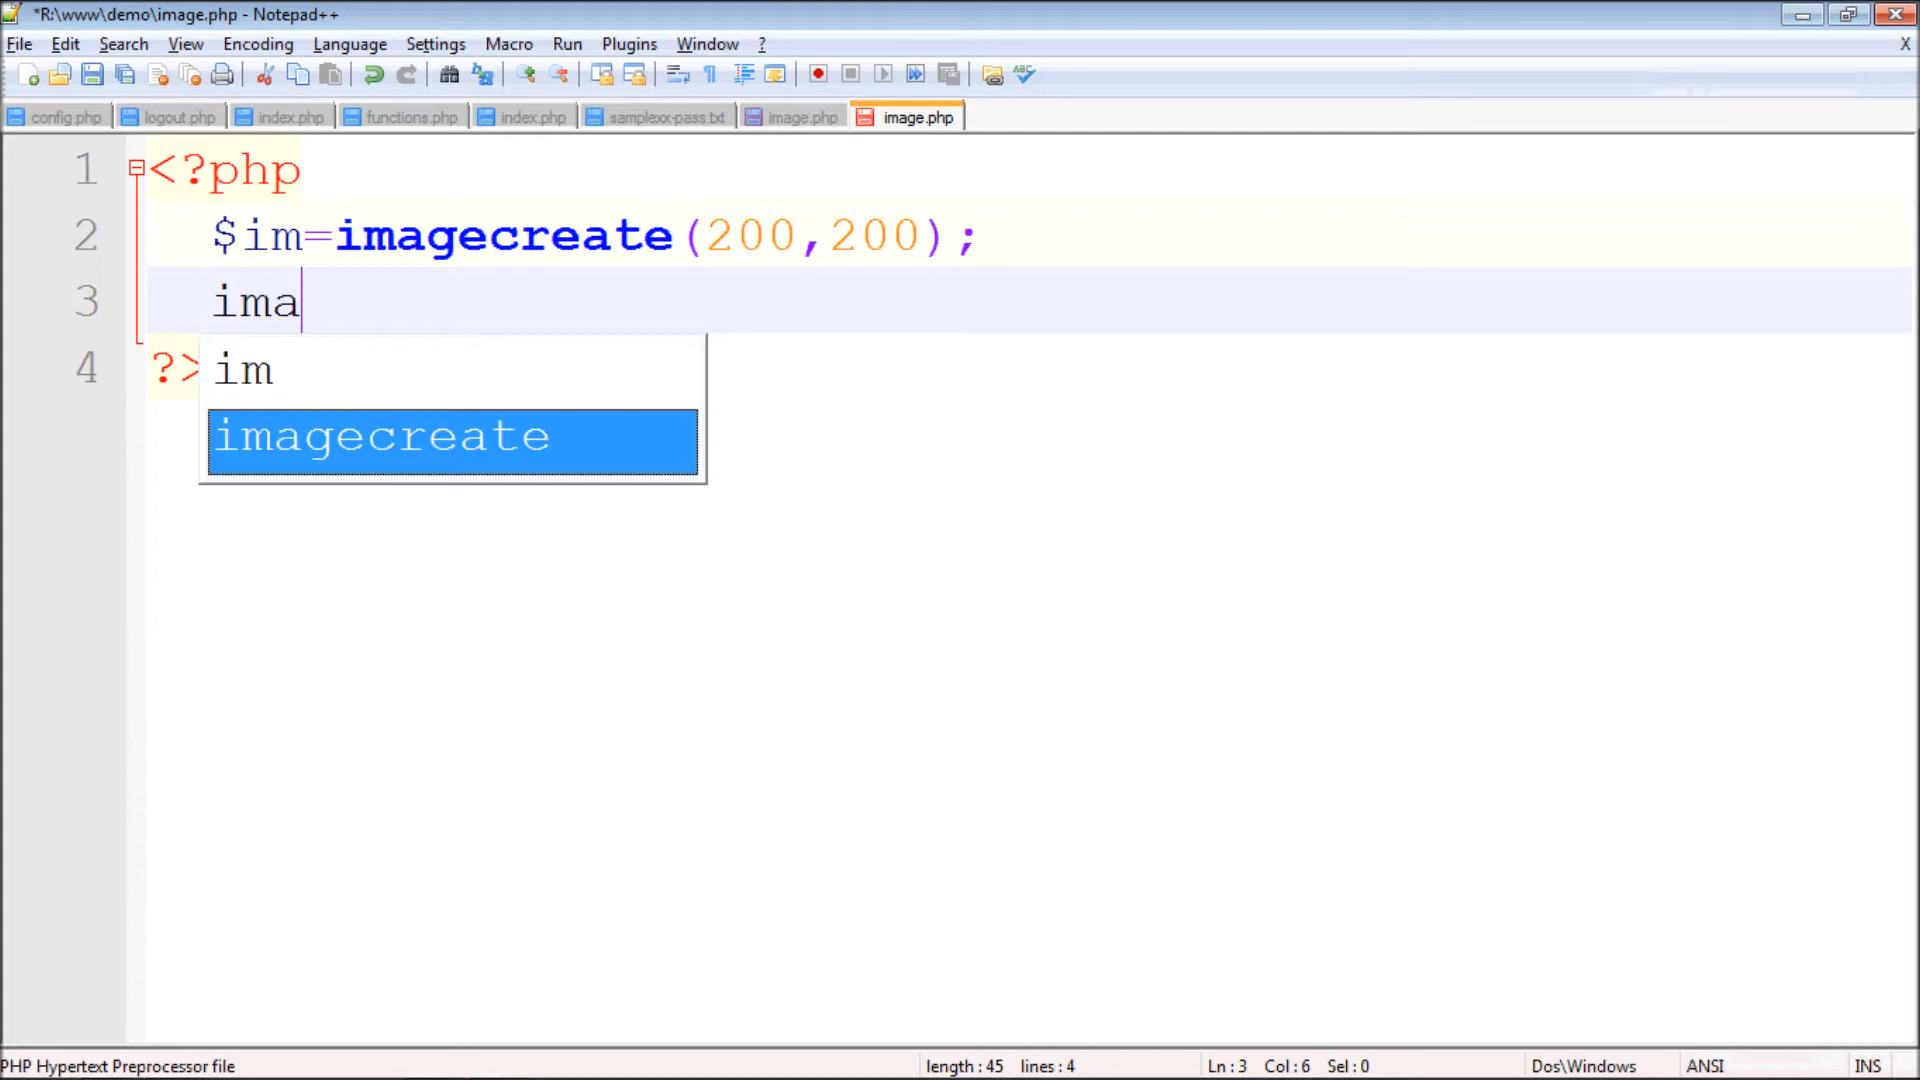 *R:\www\demo\image.php - Notepad++
File Edit Search View Encoding Language Settings Macro Run Plugins Window ? X
config.php logout.php index.php functions.php index.php samplexx-pass.txt image.php image.php
1 <?php
2 $im=imagecreate(200,200);
3 ima
4 ?>
im
imagecreate
PHP Hypertext Preprocessor file length : 45 lines : 4 Ln : 3 Col : 6 Sel : 0 Dos\Windows ANSI INS